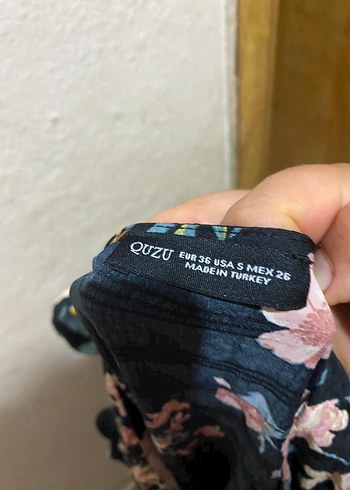 QUZU
EUR 36 USA S MEX 26
MADE IN TURKEY